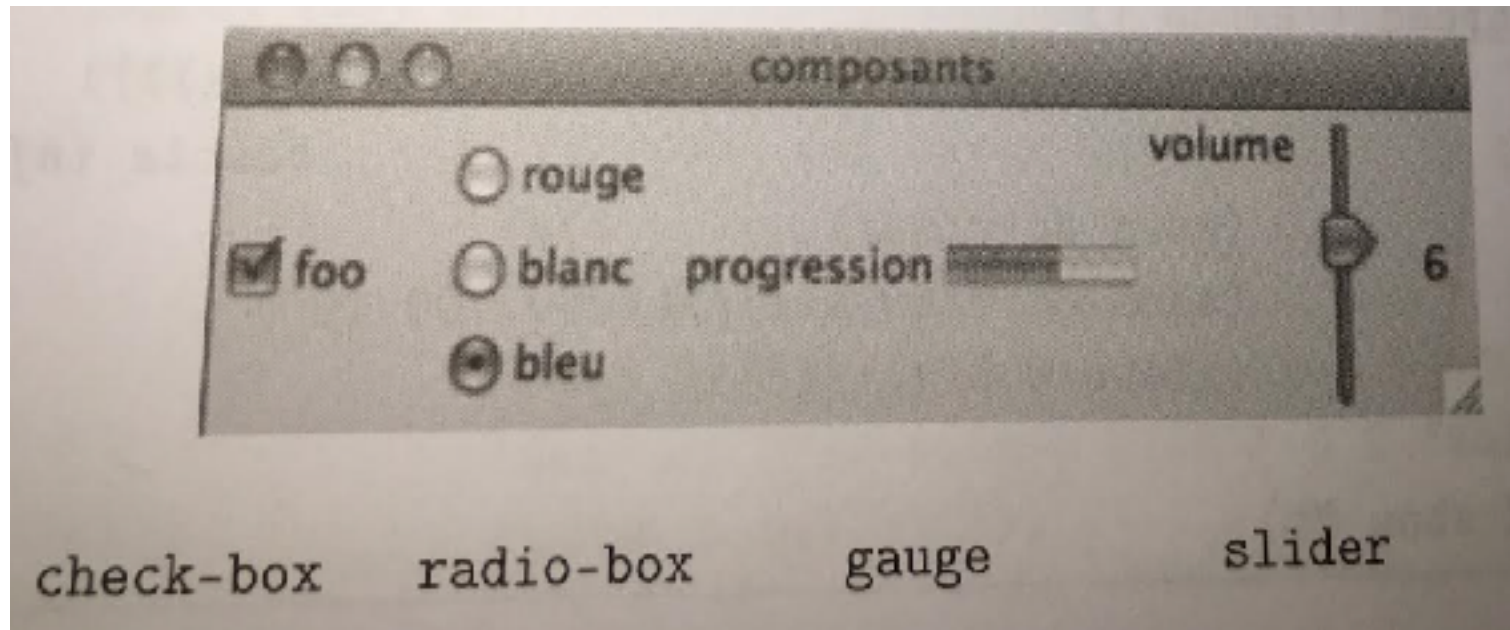 composants
volume
rouge
foo
blanc
progression
6
bleu
check-box radio-box gauge slider